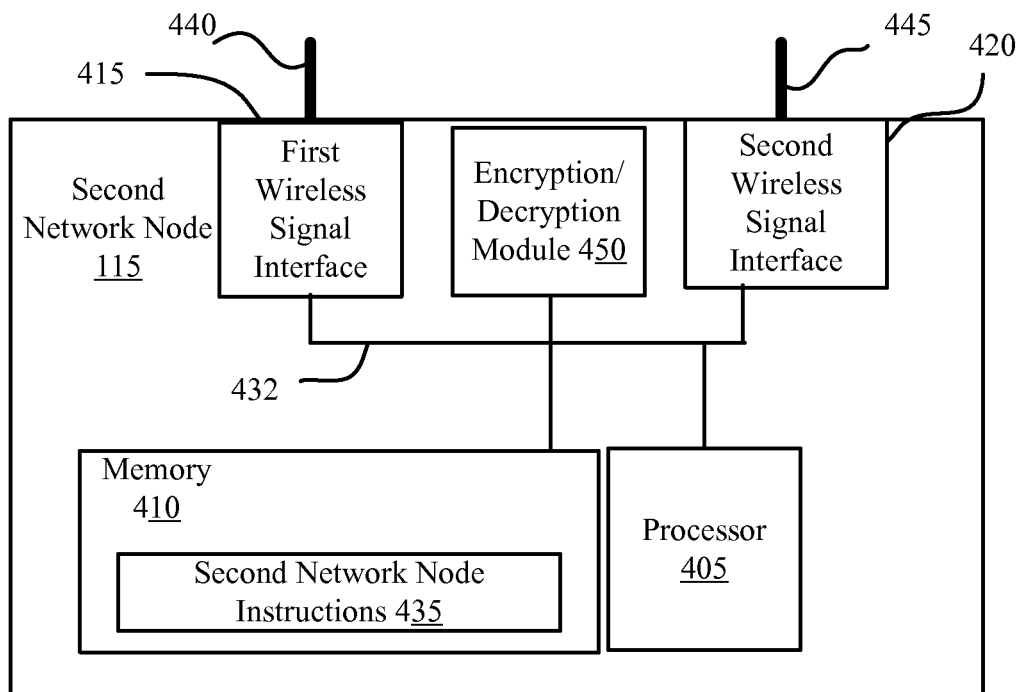 440
445
415
420
First
Wireless
Signal
Interface
Encryption/
Decryption
Module 450
Second
Wireless
Signal
Interface
Second
Network Node
115
432
Memory
410
Second Network Node
Instructions 435
Processor
405